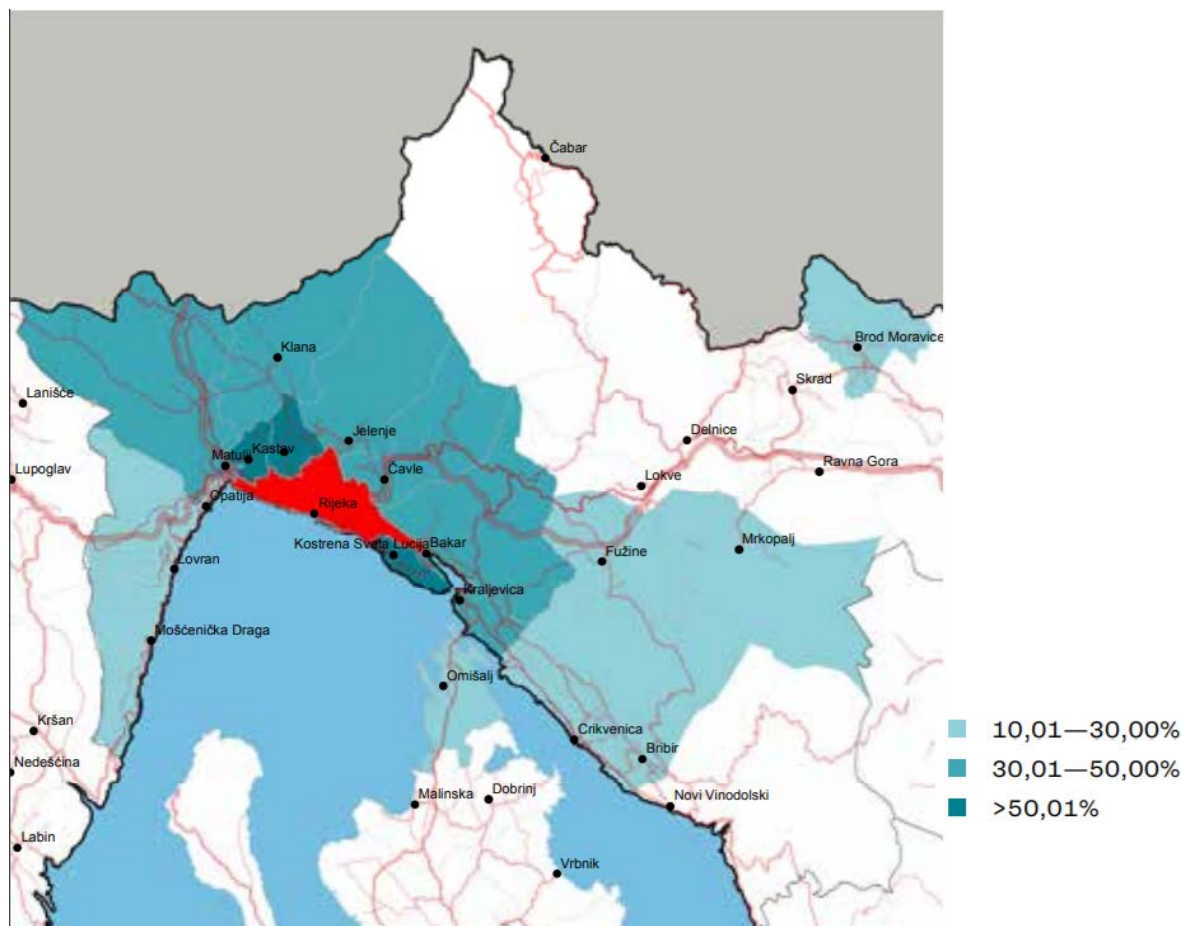 Čabar
Brod Moravice
Klana
Skrad
Lanišće
Delnice
Jelenje
Kastav
Matulji
Ravna Gora
Lupoglav
Čavle
Lokve
Opatija
Rijeka
Kostrena Sveta Lucija
Bakar
Mrkopalj
Fužine
Lovran
Kraljevica
Mošćenička Draga
Omišalj
Kršan
Crikvenica
Bribir
Nedešćina
Malinska
Dobrinj
Novi Vinodolski
Labin
Vrbnik
10,01—30,00%
30,01—50,00%
>50,01%